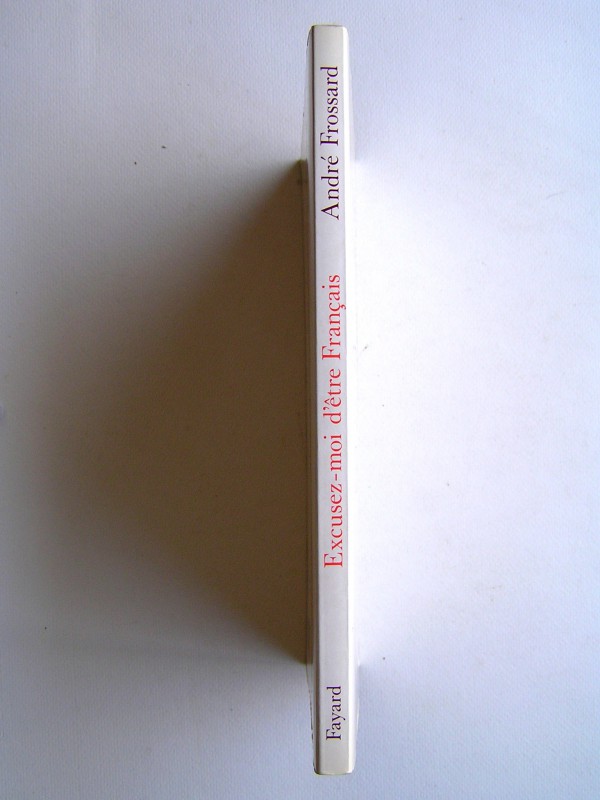 Fayard
Excusez-moi d'être Français
André Frossard